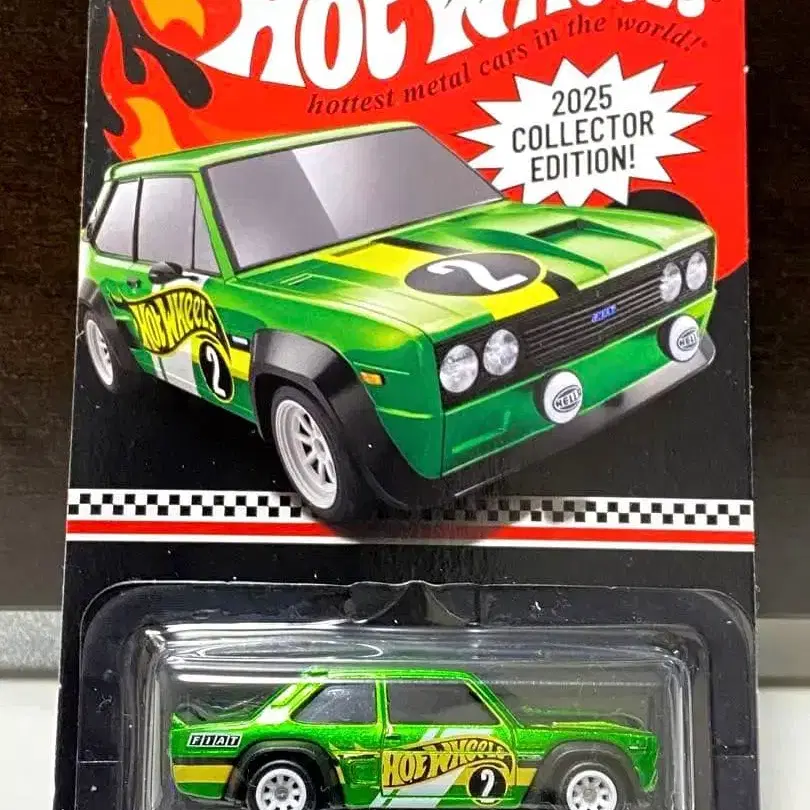 HOT WHEELS
hottest metal cars in the world!
2025
COLLECTOR
EDITION!
2
FIAT
HOT WHEELS
2
HELLA
HELLA
FIAT
HOT WHEELS
2